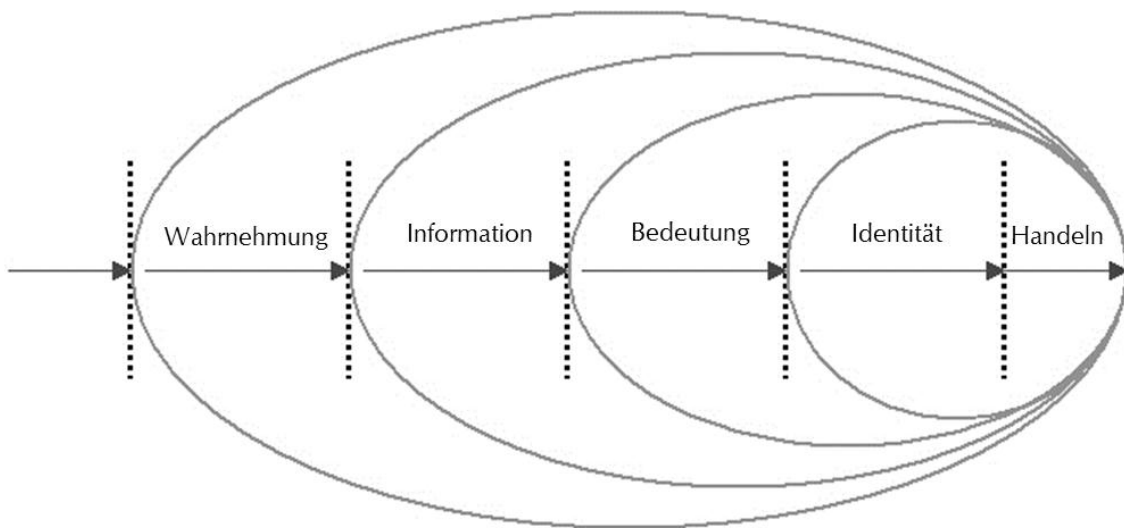 Wahrnehmung
Information
Bedeutung
Identität
Handeln